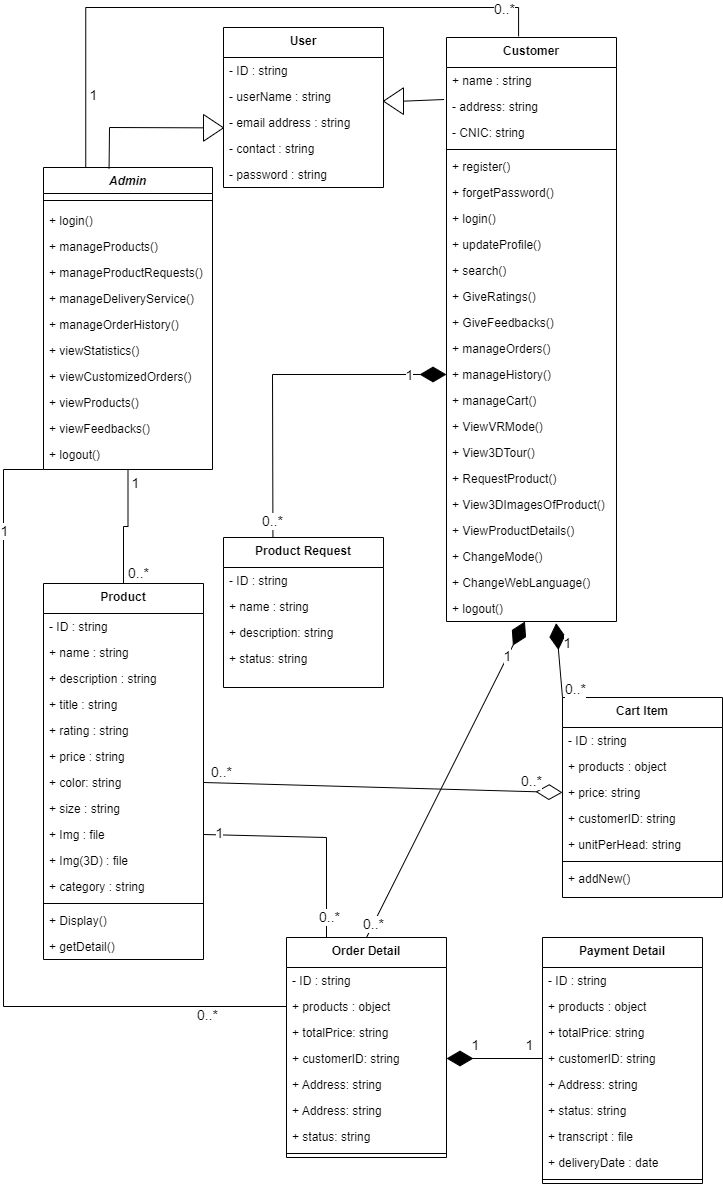 0..*
1
User
- ID : string
- userName : string
- email address : string
- contact : string
- password : string
Customer
+ name : string
- address: string
- CNIC: string
+ register()
+ forgetPassword()
+ login()
+ updateProfile()
+ search()
+ GiveRatings()
+ GiveFeedbacks()
+ manageOrders()
+ manageHistory()
+ manageCart()
+ ViewVRMode()
+ View3DTour()
+ RequestProduct()
+ View3DImagesOfProduct()
+ ViewProductDetails()
+ ChangeMode()
+ ChangeWebLanguage()
+ logout()
Admin
+ login()
+ manageProducts()
+ manageProductRequests()
+ manageDeliveryService()
+ manageOrderHistory()
+ viewStatistics()
+ viewCustomizedOrders()
+ viewProducts()
+ viewFeedbacks()
+ logout()
1
0..*
1
0..*
1
Product Request
- ID : string
+ name : string
+ description: string
+ status: string
Product
- ID : string
+ name : string
+ description : string
+ title : string
+ rating : string
+ price : string
+ color: string
+ size : string
+ Img : file
+ Img(3D) : file
+ category : string
+ Display()
+ getDetail()
1
1
0..*
Cart Item
- ID : string
+ products : object
+ price: string
+ customerID: string
+ unitPerHead: string
+ addNew()
0..*
0..*
1
0..*
0..*
0..*
Order Detail
- ID : string
+ products : object
+ totalPrice: string
+ customerID: string
+ Address: string
+ Address: string
+ status: string
1
1
Payment Detail
- ID : string
+ products : object
+ totalPrice: string
+ customerID: string
+ Address: string
+ status: string
+ transcript : file
+ deliveryDate : date